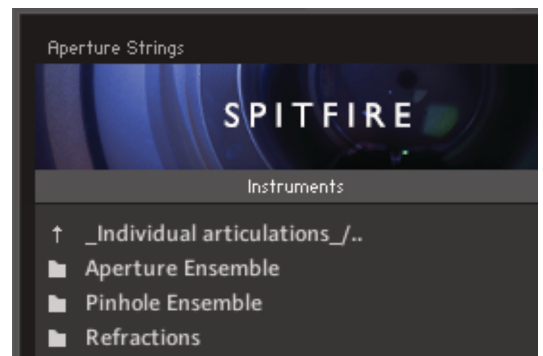 Aperture Strings
SPITFIRE
Instruments
↑ _Individual articulations_/..
Aperture Ensemble
Pinhole Ensemble
Refractions